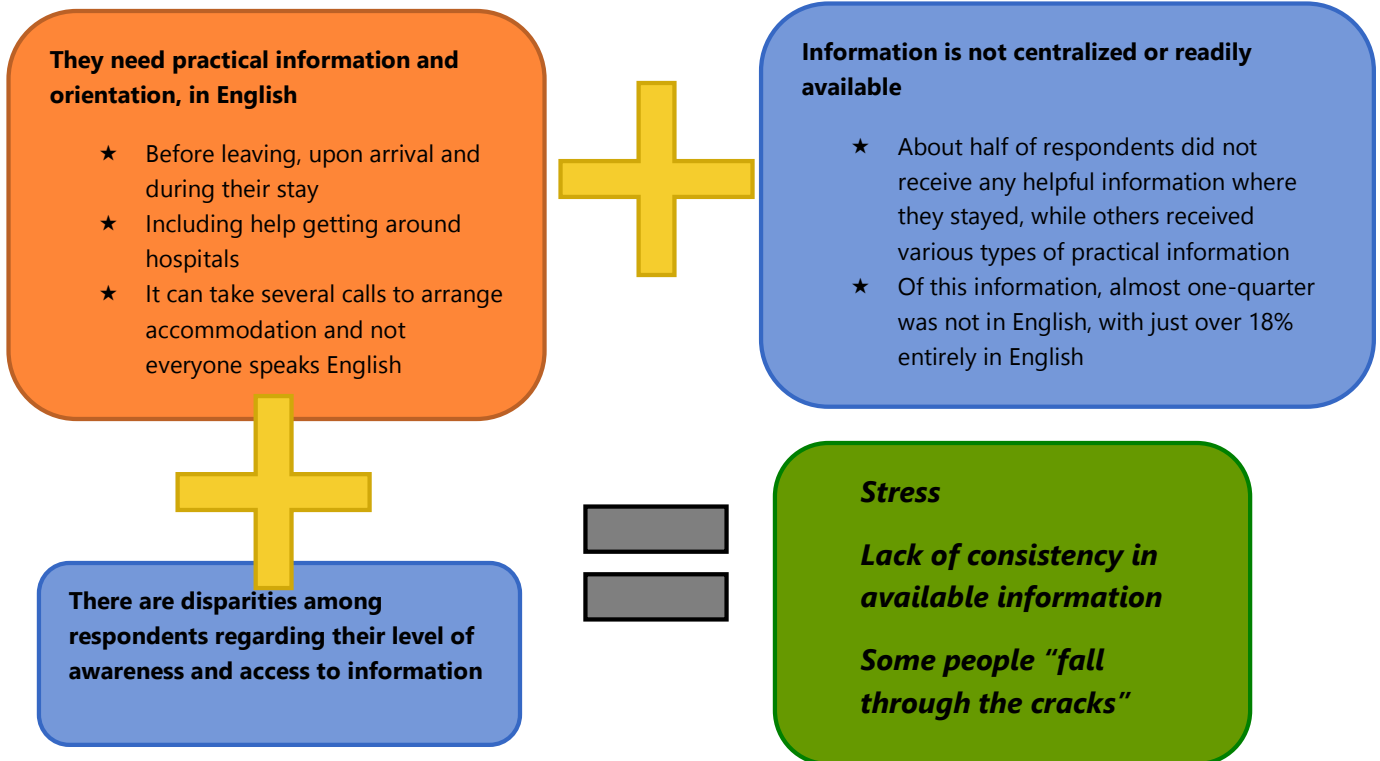 They need practical information and
orientation, in English
★ Before leaving, upon arrival and
during their stay
★ Including help getting around
hospitals
★ It can take several calls to arrange
accommodation and not
everyone speaks English
Information is not centralized or readily
available
★ About half of respondents did not
receive any helpful information where
they stayed, while others received
various types of practical information
★ Of this information, almost one-quarter
was not in English, with just over 18%
entirely in English
There are disparities among
respondents regarding their level of
awareness and access to information
Stress
Lack of consistency in
available information
Some people “fall
through the cracks”